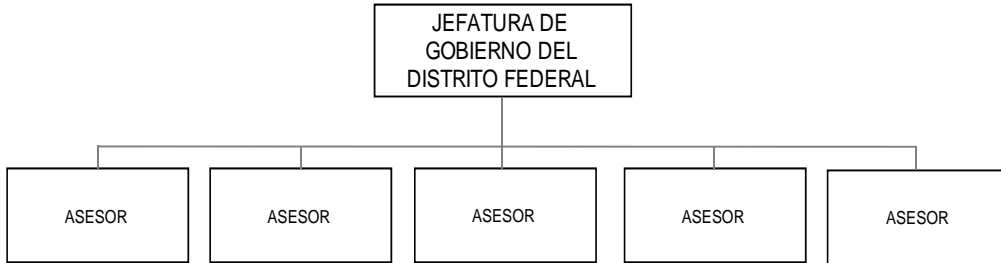 JEFATURA DE
GOBIERNO DEL
DISTRITO FEDERAL
ASESOR
ASESOR
ASESOR
ASESOR
ASESOR